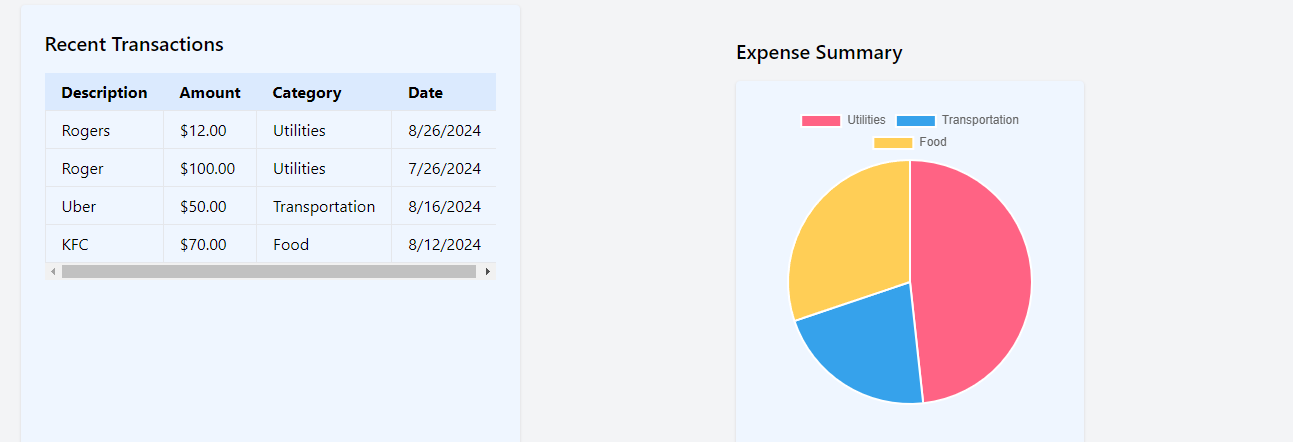 Recent Transactions
Description Amount Category Date
Rogers $12.00 Utilities 8/26/2024
Roger $100.00 Utilities 7/26/2024
Uber $50.00 Transportation 8/16/2024
KFC $70.00 Food 8/12/2024
Expense Summary
Utilities Transportation
Food